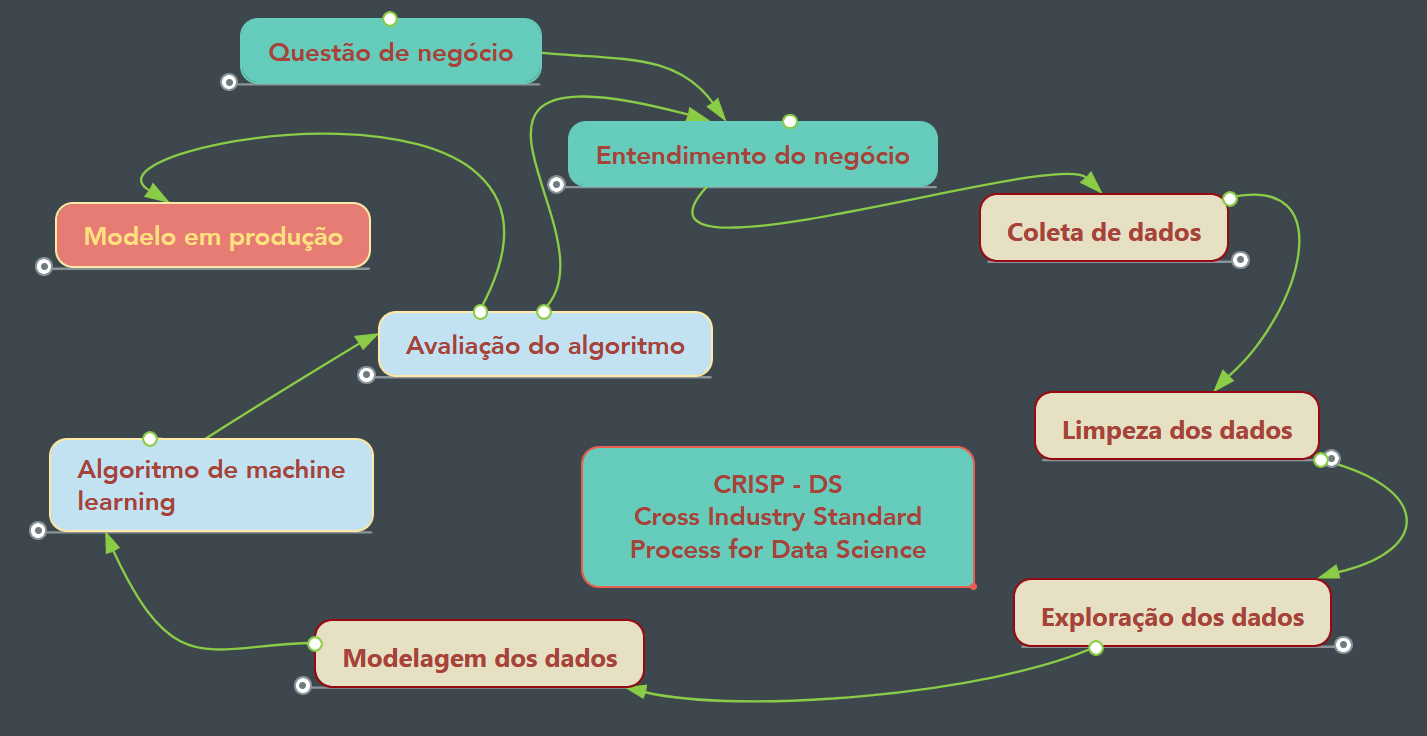 Questão de negócio
Entendimento do negócio
Coleta de dados
Modelo em produção
Avaliação do algoritmo
Limpeza dos dados
Algoritmo de machine
learning
CRISP - DS
Cross Industry Standard
Process for Data Science
Exploração dos dados
Modelagem dos dados